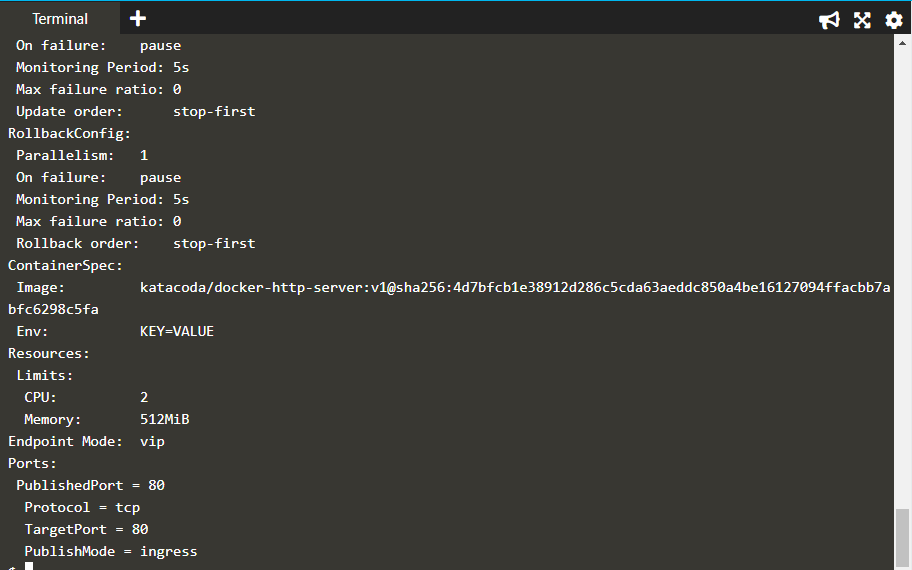 Terminal
On failure:    pause
Monitoring Period: 5s
Max failure ratio: 0
Update order:      stop-first
RollbackConfig:
Parallelism:   1
On failure:    pause
Monitoring Period: 5s
Max failure ratio: 0
Rollback order:    stop-first
ContainerSpec:
Image:         katacoda/docker-http-server:v1@sha256:4d7bfcb1e38912d286c5cda63aeddc850a4be16127094ffacbb7a
bfc6298c5fa
Env:           KEY=VALUE
Resources:
Limits:
CPU:          2
Memory:       512MiB
Endpoint Mode:  vip
Ports:
PublishedPort = 80
Protocol = tcp
TargetPort = 80
PublishMode = ingress
$